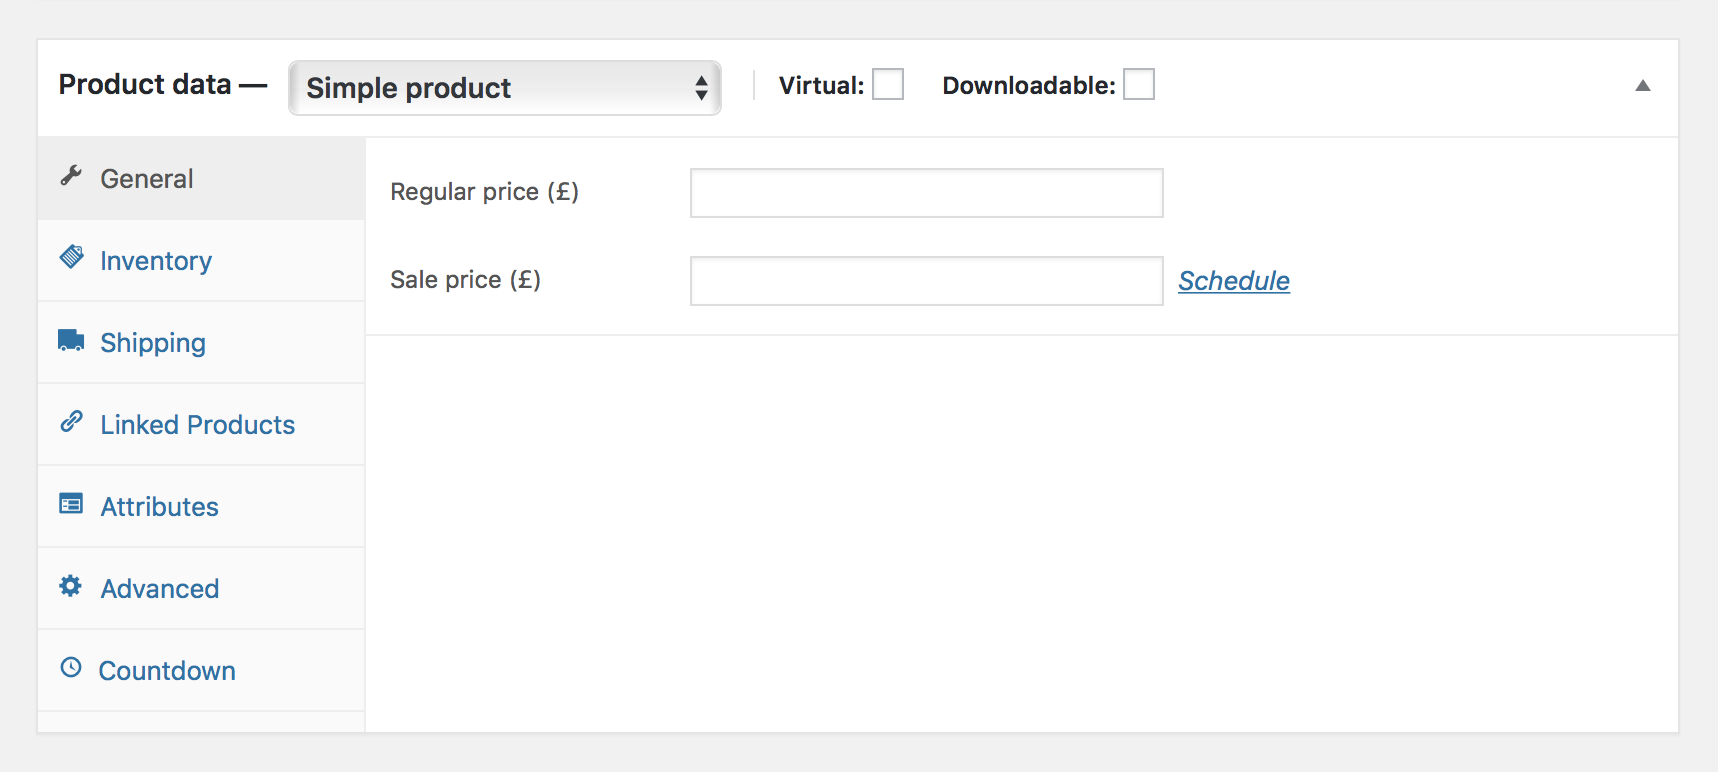 Product data — Simple product Virtual: Downloadable:
General
Inventory
Shipping
Linked Products
Attributes
Advanced
Countdown
Regular price (£)
Sale price (£) Schedule